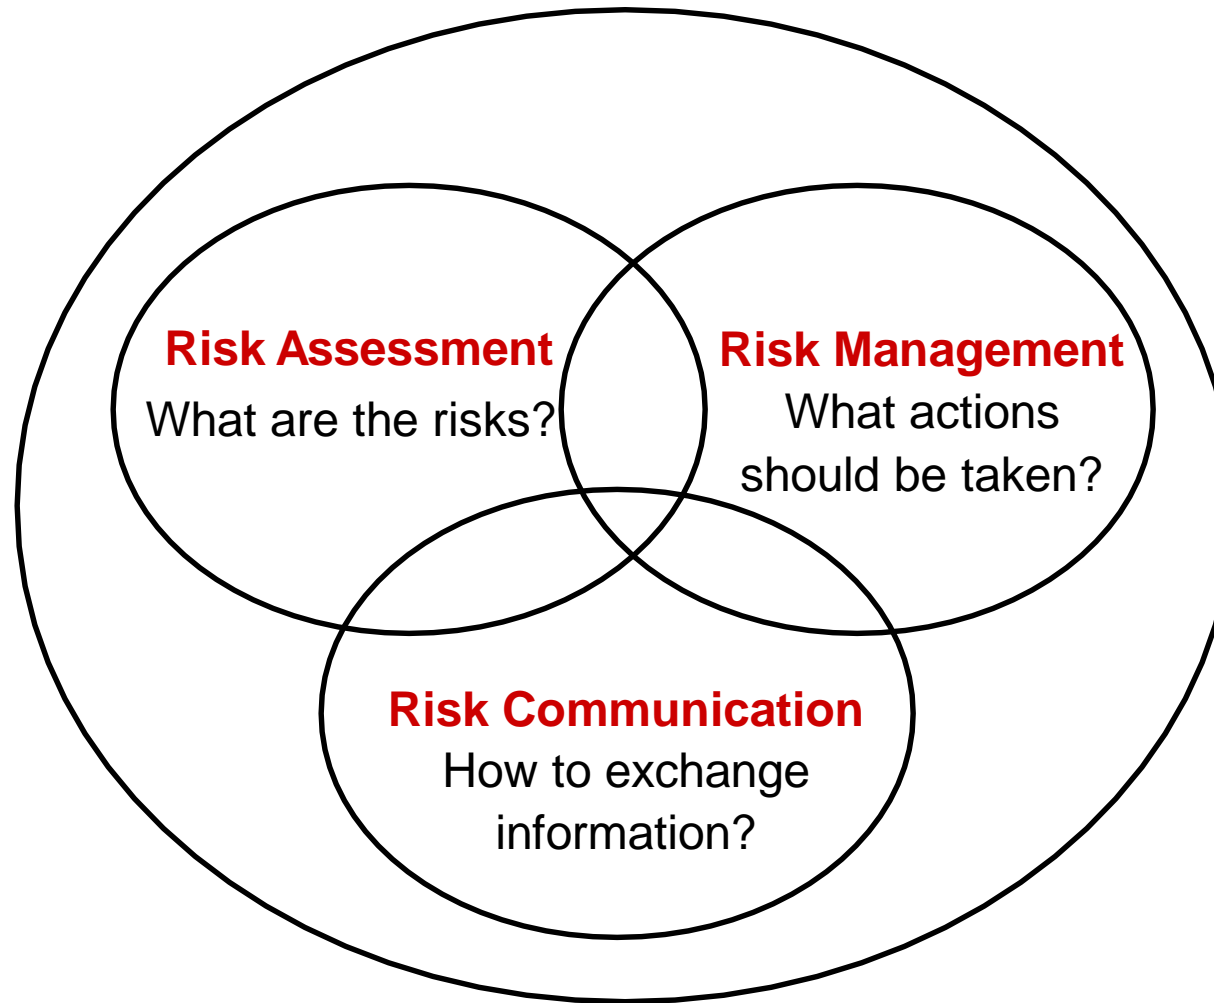 Risk Assessment
What are the risks?
Risk Management
What actions
should be taken?
Risk Communication
How to exchange
information?